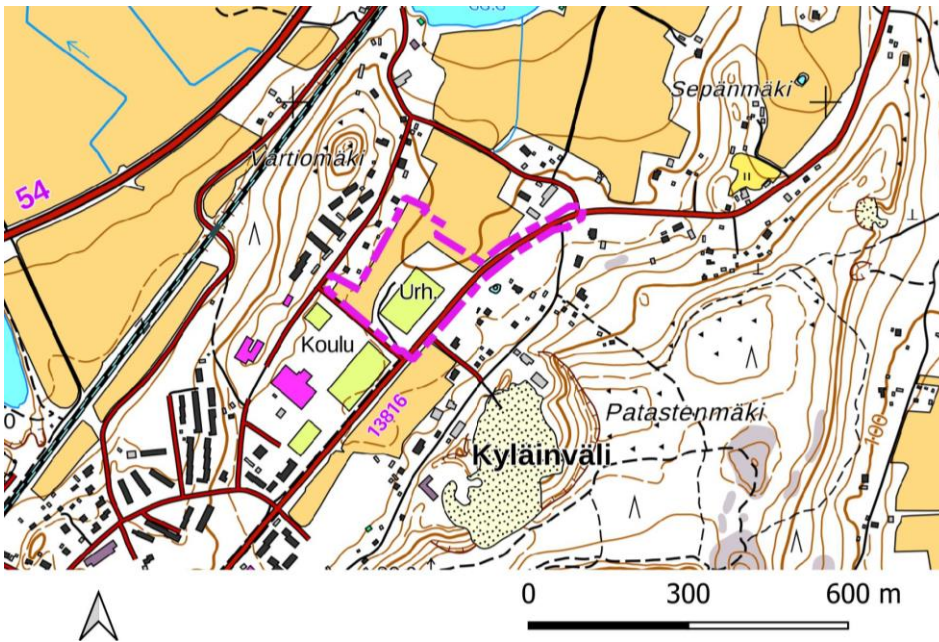 Sepänmäki
Vartiomäki
54
Urh.
Koulu
13816
Patastenmäki
100
Kyläinväli
0 300 600 m